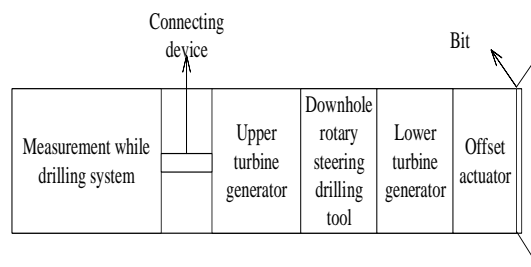 Connecting
device
Bit
Measurement while
drilling system
Upper
turbine
generator
Downhole
rotary
steering
drilling
tool
Lower
turbine
generator
Offset
actuator